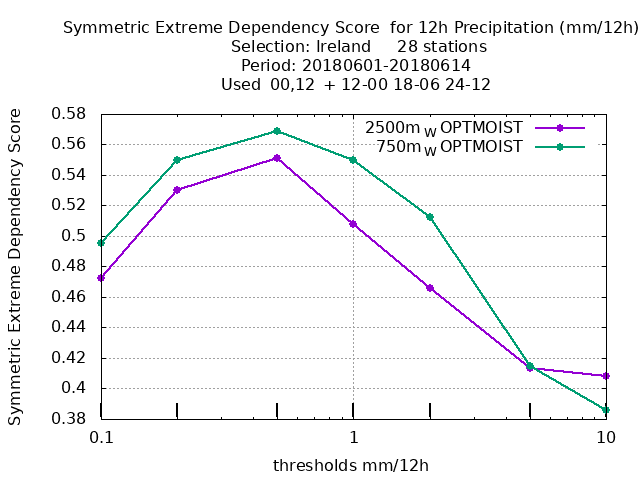 Symmetric Extreme Dependency Score  for 12h Precipitation (mm/12h)
Selection: Ireland     28 stations
Period: 20180601-20180614
Used  00,12  + 12-00 18-06 24-12
2500m W OPTMOIST
750m W OPTMOIST
Symmetric Extreme Dependency Score
0.58
0.56
0.54
0.52
0.5
0.48
0.46
0.44
0.42
0.4
0.38
0.1 1 10
thresholds mm/12h